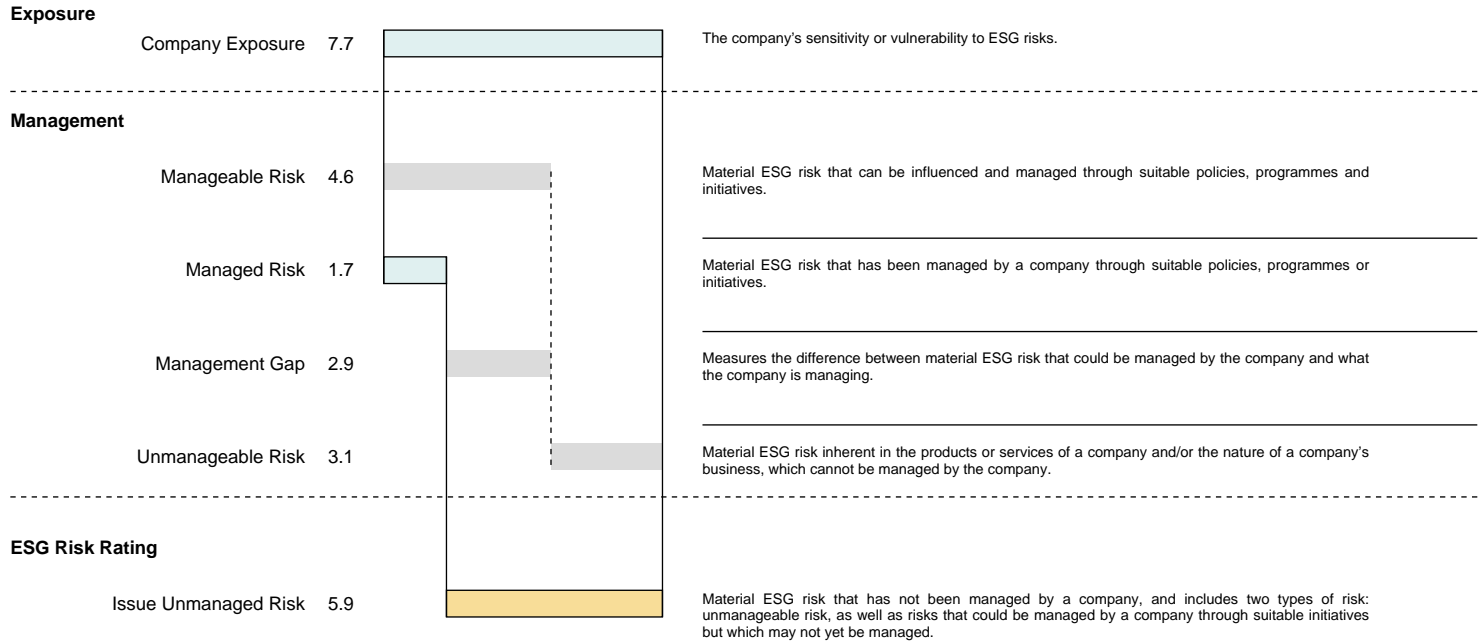 Exposure
Company Exposure 7.7
The company’s sensitivity or vulnerability to ESG risks.
Management
Manageable Risk 4.6
Material ESG risk that can be influenced and managed through suitable policies, programmes and
initiatives.
Managed Risk 1.7
Material ESG risk that has been managed by a company through suitable policies, programmes or
initiatives.
Management Gap 2.9
Measures the difference between material ESG risk that could be managed by the company and what
the company is managing.
Unmanageable Risk 3.1
Material ESG risk inherent in the products or services of a company and/or the nature of a company’s
business, which cannot be managed by the company.
ESG Risk Rating
Issue Unmanaged Risk 5.9
Material ESG risk that has not been managed by a company, and includes two types of risk:
unmanageable risk, as well as risks that could be managed by a company through suitable initiatives
but which may not yet be managed.